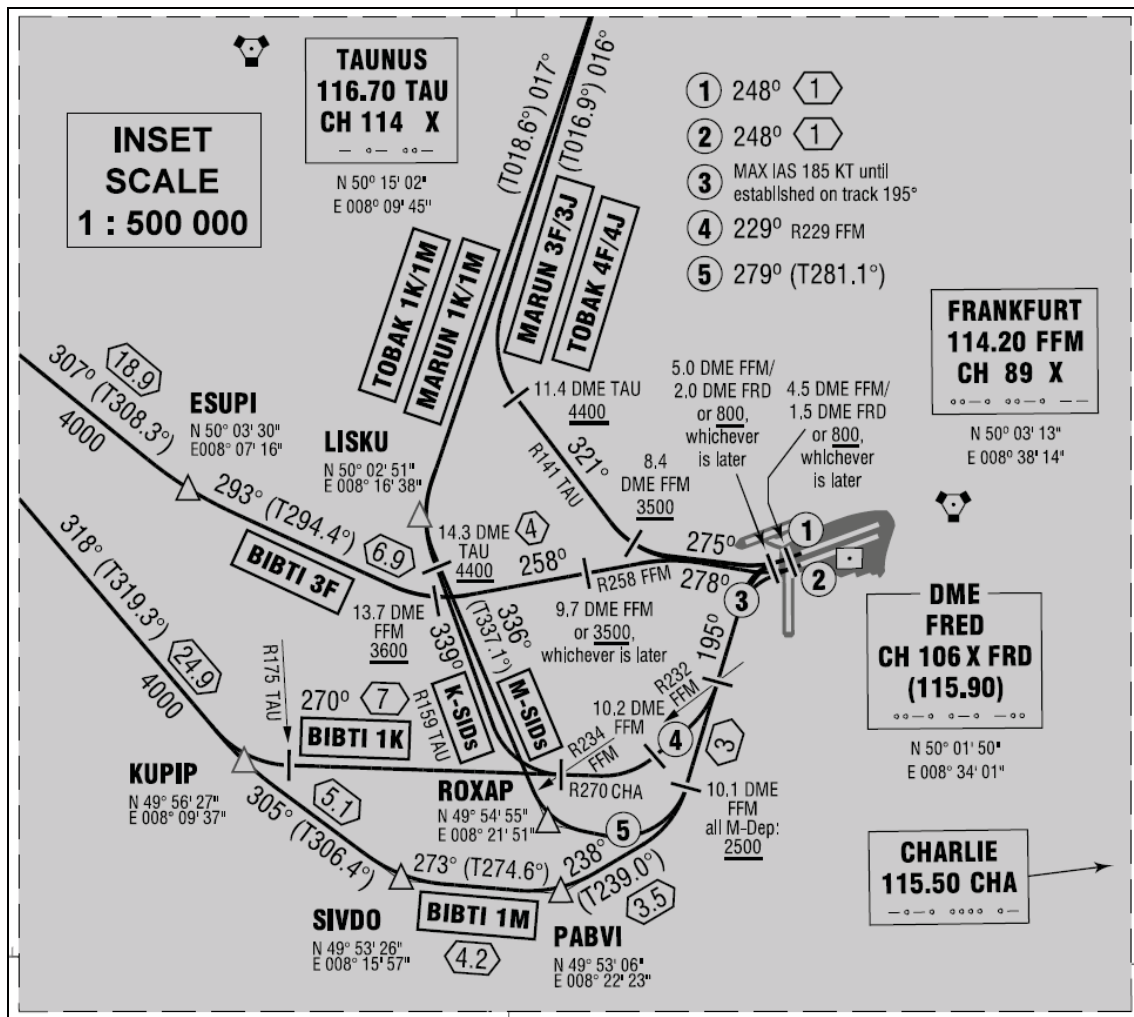 TAUNUS
116.70 TAU
CH 114 X
N 50° 15' 02"
E 008° 09' 45"
INSET
SCALE
1 : 500 000
(T018.6°) 017°
(T016.9°) 016°
1 248° 1
2 248° 1
3 MAX IAS 185 KT until
established on track 195°
4 229° R229 FFM
5 279° (T281.1°)
TOBAK 1K/1M
MARUN 1K/1M
MARUN 3F/3J
TOBAK 4F/4J
FRANKFURT
114.20 FFM
CH 89 X
N 50° 03' 13"
E 008° 38' 14"
5.0 DME FFM/
2.0 DME FRD
or 800,
whichever
is later
4.5 DME FFM/
1.5 DME FRD
or 800,
whichever
is later
11.4 DME TAU
4400
321°
R141 TAU
8.4
DME FFM
3500
18.9
307° (T308.3°)
4000
ESUPI
N 50° 03' 30"
E008° 07' 16"
LISKU
N 50° 02' 51"
E 008° 16' 38"
293° (T294.4°)
6.9
BIBTI 3F
14.3 DME
TAU
4400
4
258°
R258 FFM
275°
278°
1
2
3
13.7 DME
FFM
3600
9.7 DME FFM
or 3500,
whichever is later
336°
(T337.1°)
339°
R159 TAU
K-SIDs
M-SIDs
195°
R232
FFM
318° (T319.3°)
24.9
4000
R175 TAU
270° 7
BIBTI 1K
10.2 DME
FFM
4
R234
FFM
3
R270 CHA
DME
FRED
CH 106 X FRD
(115.90)
N 50° 01' 50"
E 008° 34' 01"
KUPIP
N 49° 56' 27"
E 008° 09' 37"
5.1
305° (T306.4°)
ROXAP
N 49° 54' 55"
E 008° 21' 51"
5
10.1 DME
FFM
all M-Dep:
2500
273° (T274.6°)
238°
(T239.0°)
3.5
BIBTI 1M
4.2
SIVDO
N 49° 53' 26"
E 008° 15' 57"
PABVI
N 49° 53' 06"
E 008° 22' 23"
CHARLIE
115.50 CHA